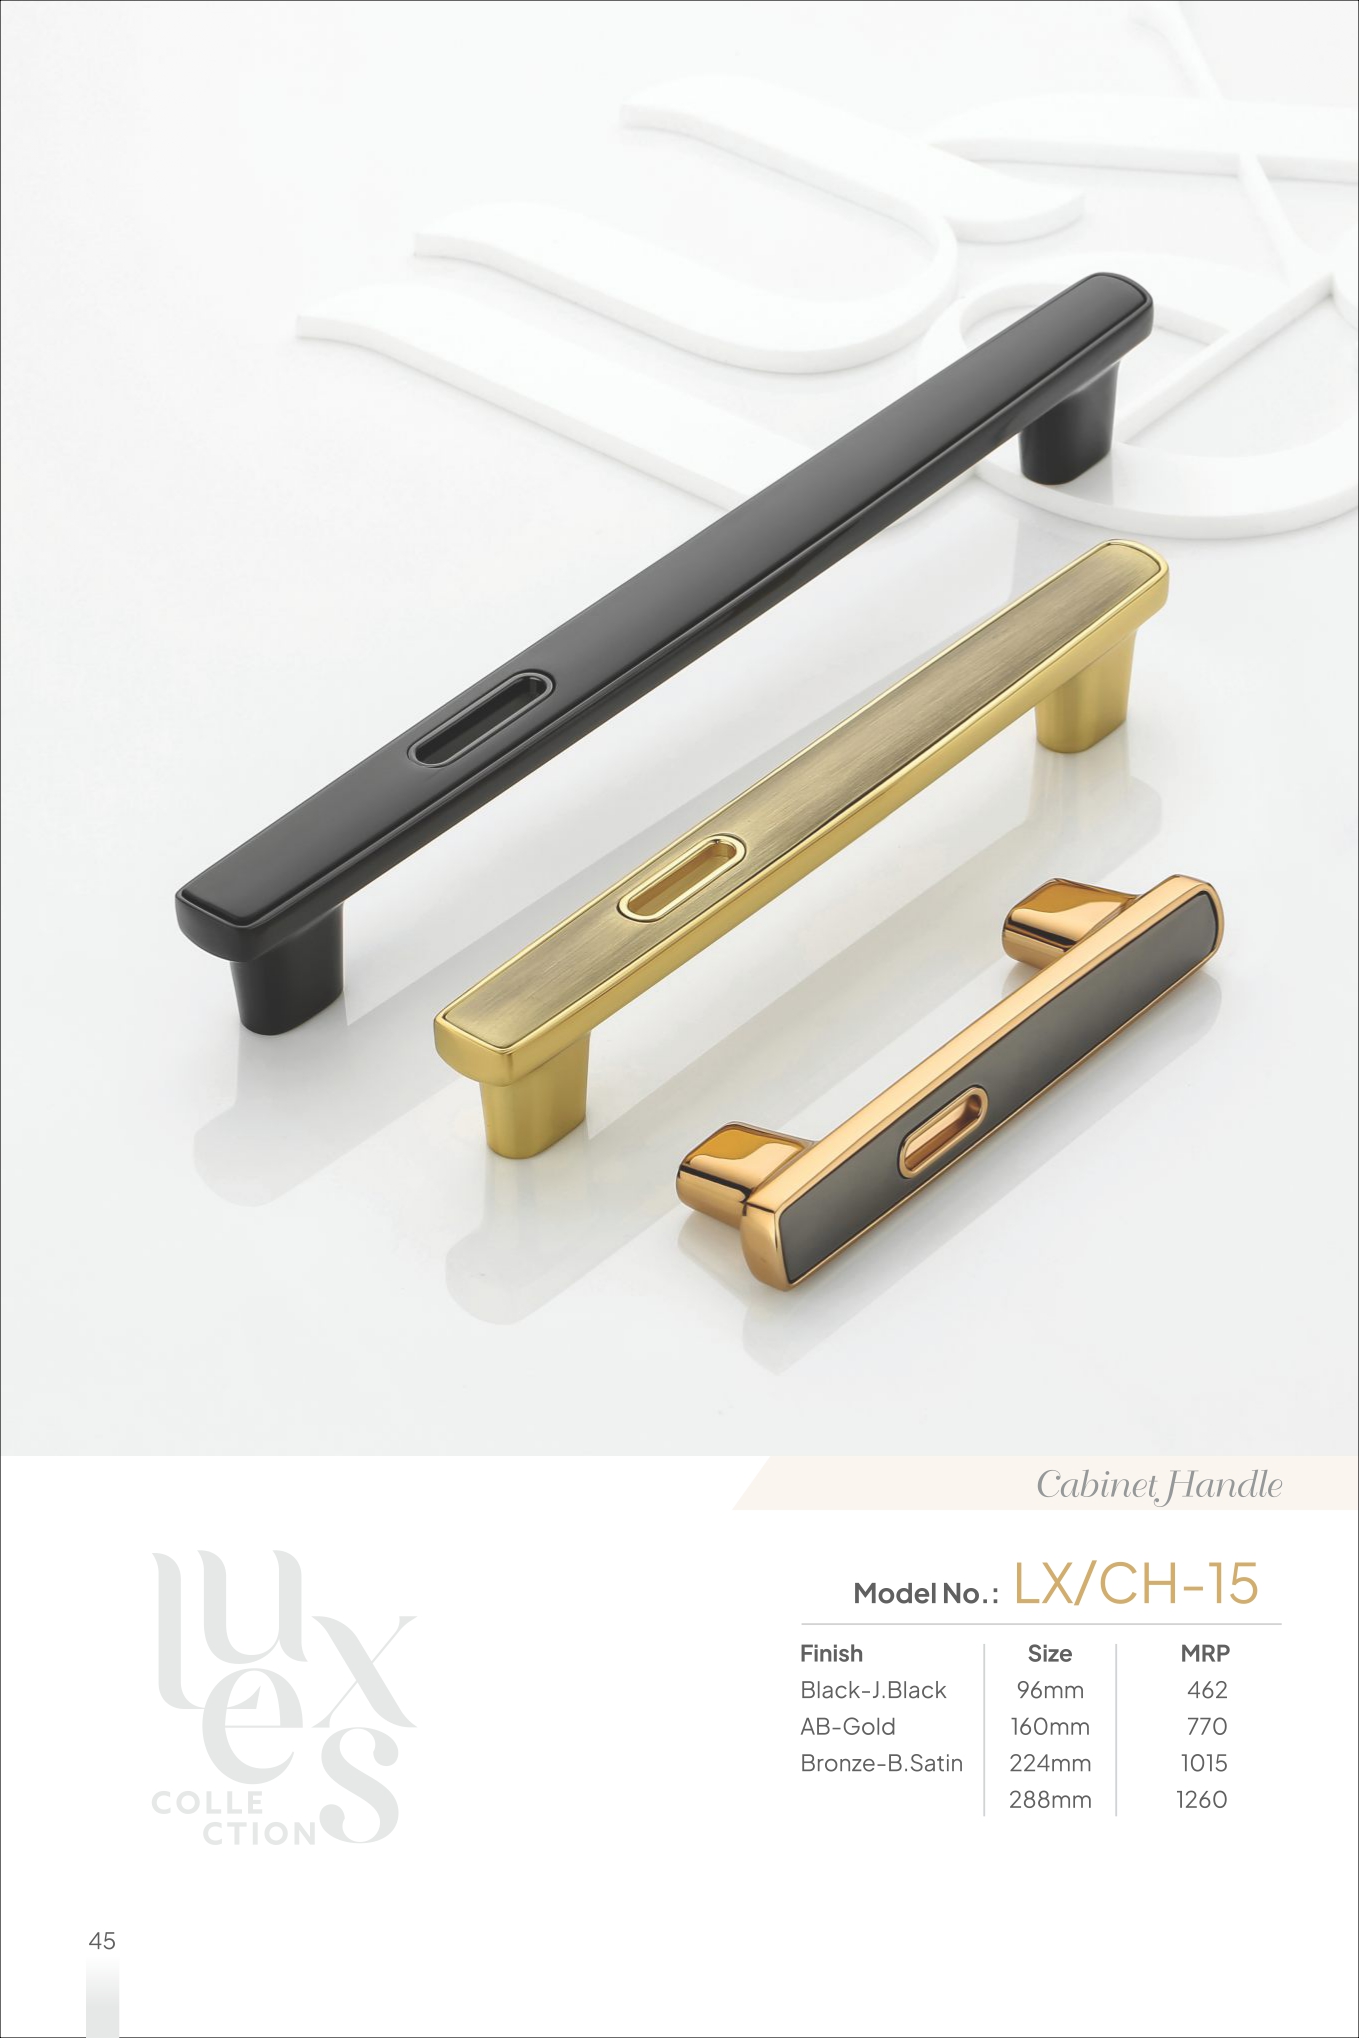 Cabinet Handle
luxes
COLLE
CTION
Model No.: LX/CH-15
Finish Size MRP
Black-J.Black 96mm 462
AB-Gold 160mm 770
Bronze-B.Satin 224mm 1015
288mm 1260
45